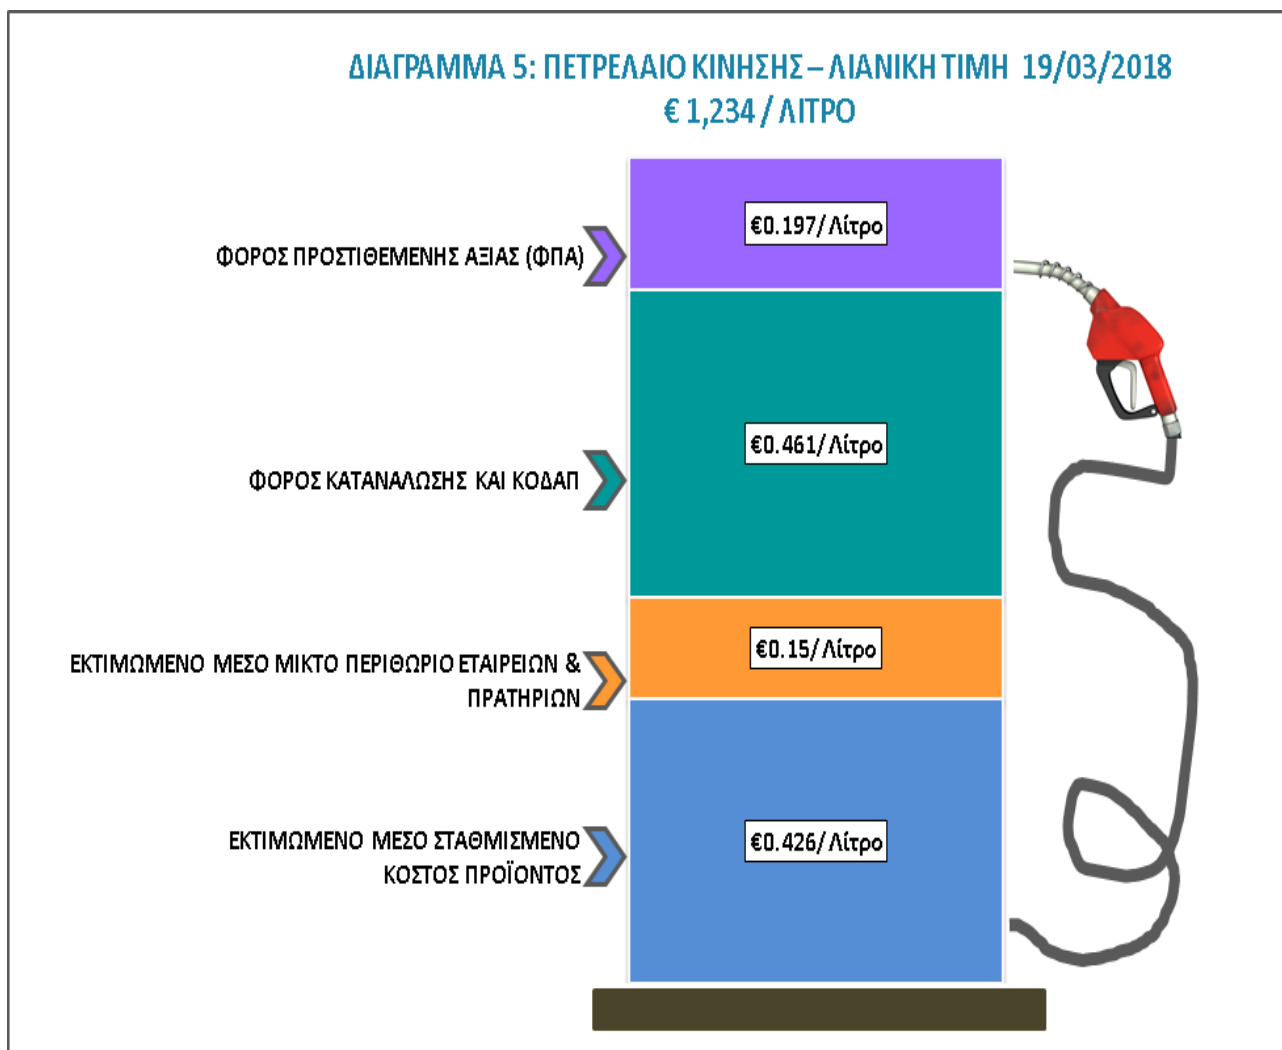 ΔΙΑΓΡΑΜΜΑ 5: ΠΕΤΡΕΛΑΙΟ ΚΙΝΗΣΗΣ – ΛΙΑΝΙΚΗ ΤΙΜΗ 19/03/2018
€ 1,234 / ΛΙΤΡΟ
€0.197/ Λίτρο
ΦΟΡΟΣ ΠΡΟΣΤΙΘΕΜΕΝΗΣ ΑΞΙΑΣ (ΦΠΑ)
€0.461/ Λίτρο
ΦΟΡΟΣ ΚΑΤΑΝΑΛΩΣΗΣ ΚΑΙ ΚΟΔΑΠ
€0.15/ Λίτρο
ΕΚΤΙΜΩΜΕΝΟ ΜΕΣΟ ΜΙΚΤΟ ΠΕΡΙΘΩΡΙΟ ΕΤΑΙΡΕΙΩΝ &
ΠΡΑΤΗΡΙΩΝ
€0.426/ Λίτρο
ΕΚΤΙΜΩΜΕΝΟ ΜΕΣΟ ΣΤΑΘΜΙΣΜΕΝΟ
ΚΟΣΤΟΣ ΠΡΟΪΟΝΤΟΣ